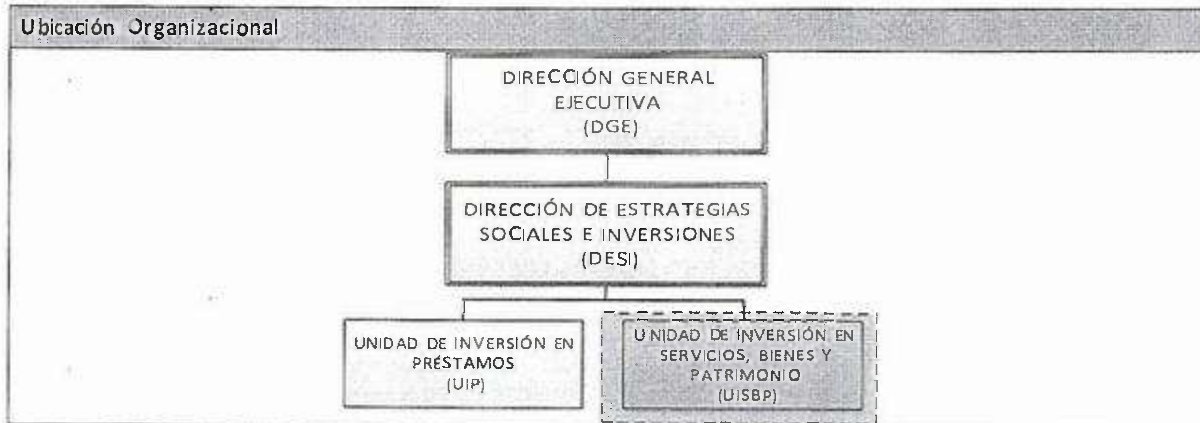 Ubicación Organizacional
DIRECCIÓN GENERAL
EJECUTIVA
(DGE)
DIRECCIÓN DE ESTRATEGIAS
SOCIALES E INVERSIONES
(DESI)
UNIDAD DE INVERSIÓN EN
PRÉSTAMOS
(UIP)
UNIDAD DE INVERSIÓN EN
SERVICIOS, BIENES Y
PATRIMONIO
(UISBP)